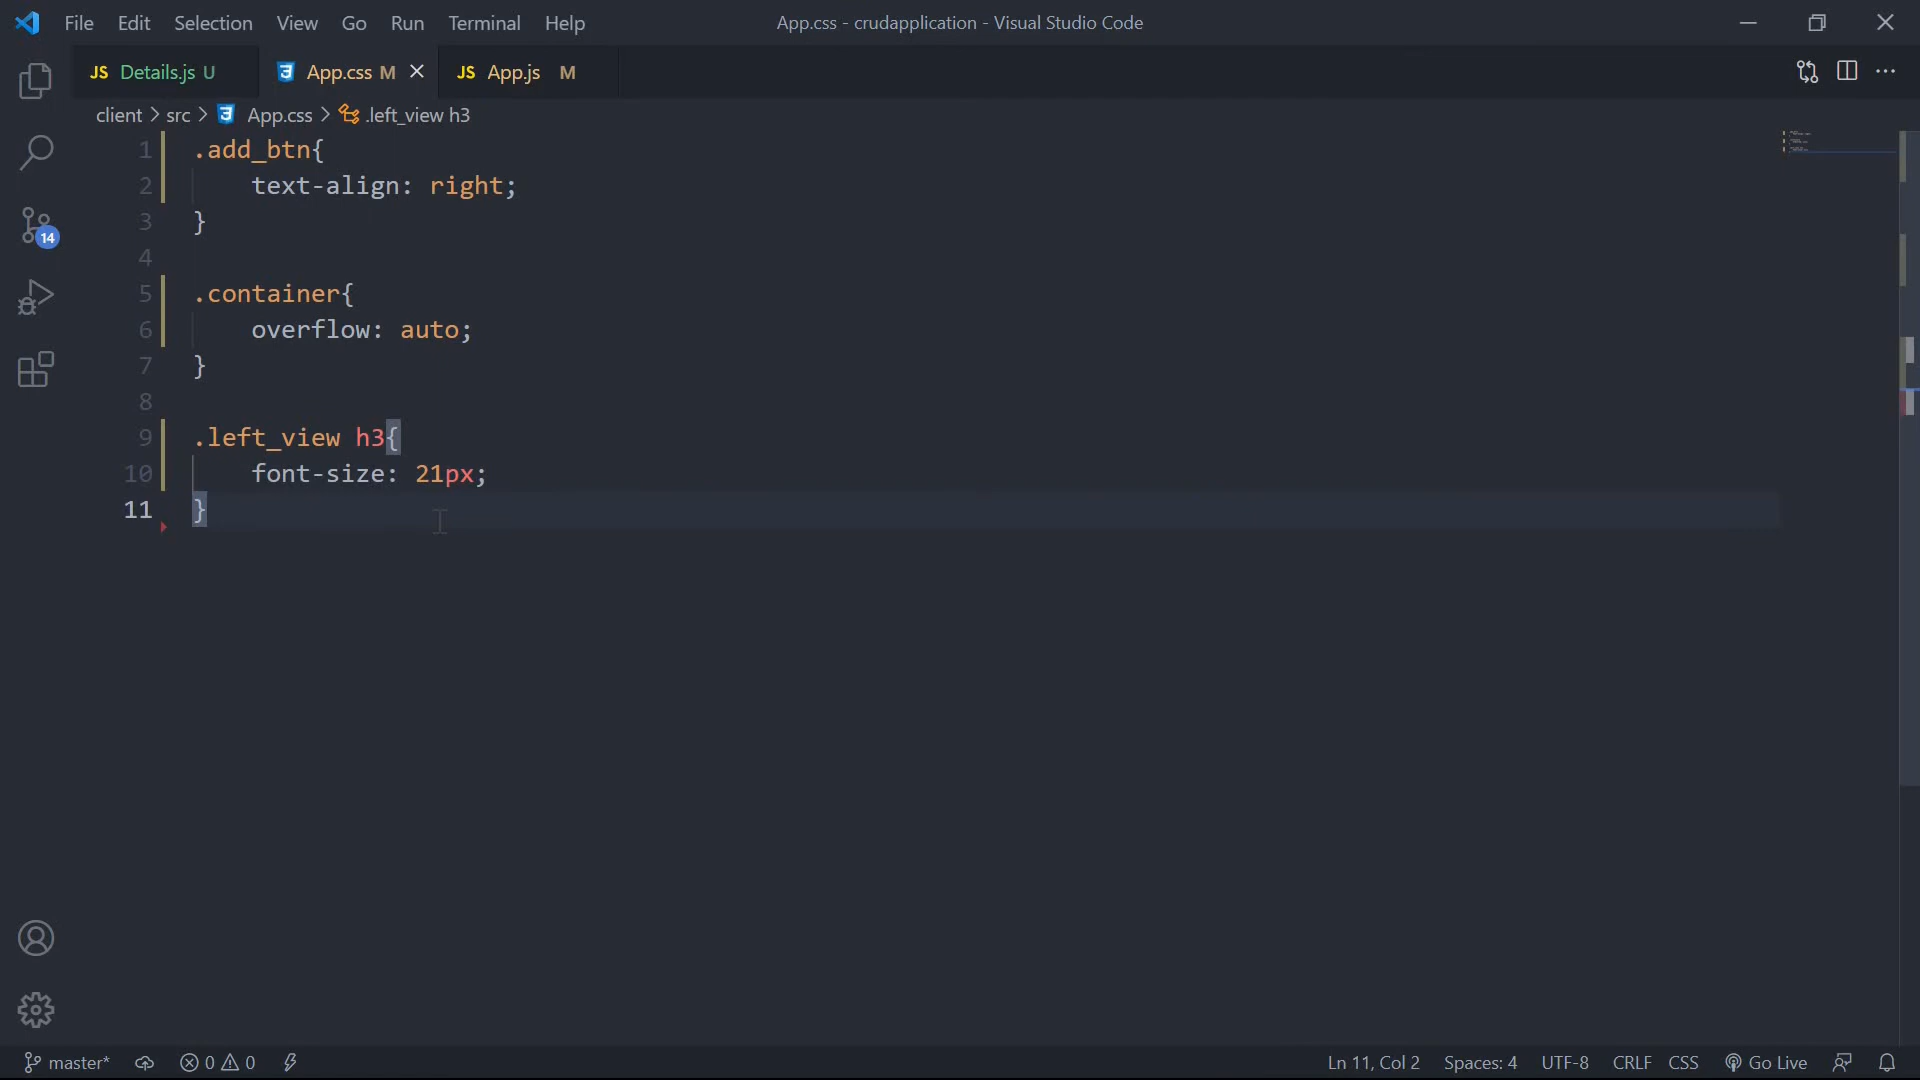 File Edit Selection View Go Run Terminal Help App.css - crudapplication - Visual Studio Code
JS Details.js U App.css M JS App.js M
client > src > App.css > .left_view h3
1 .add_btn{
2 text-align: right;
3 }
4
5 .container{
6 overflow: auto;
7 }
8
9 .left_view h3{
10 font-size: 21px;
11 }
14
master* 0 0 Ln 11, Col 2 Spaces: 4 UTF-8 CRLF CSS Go Live